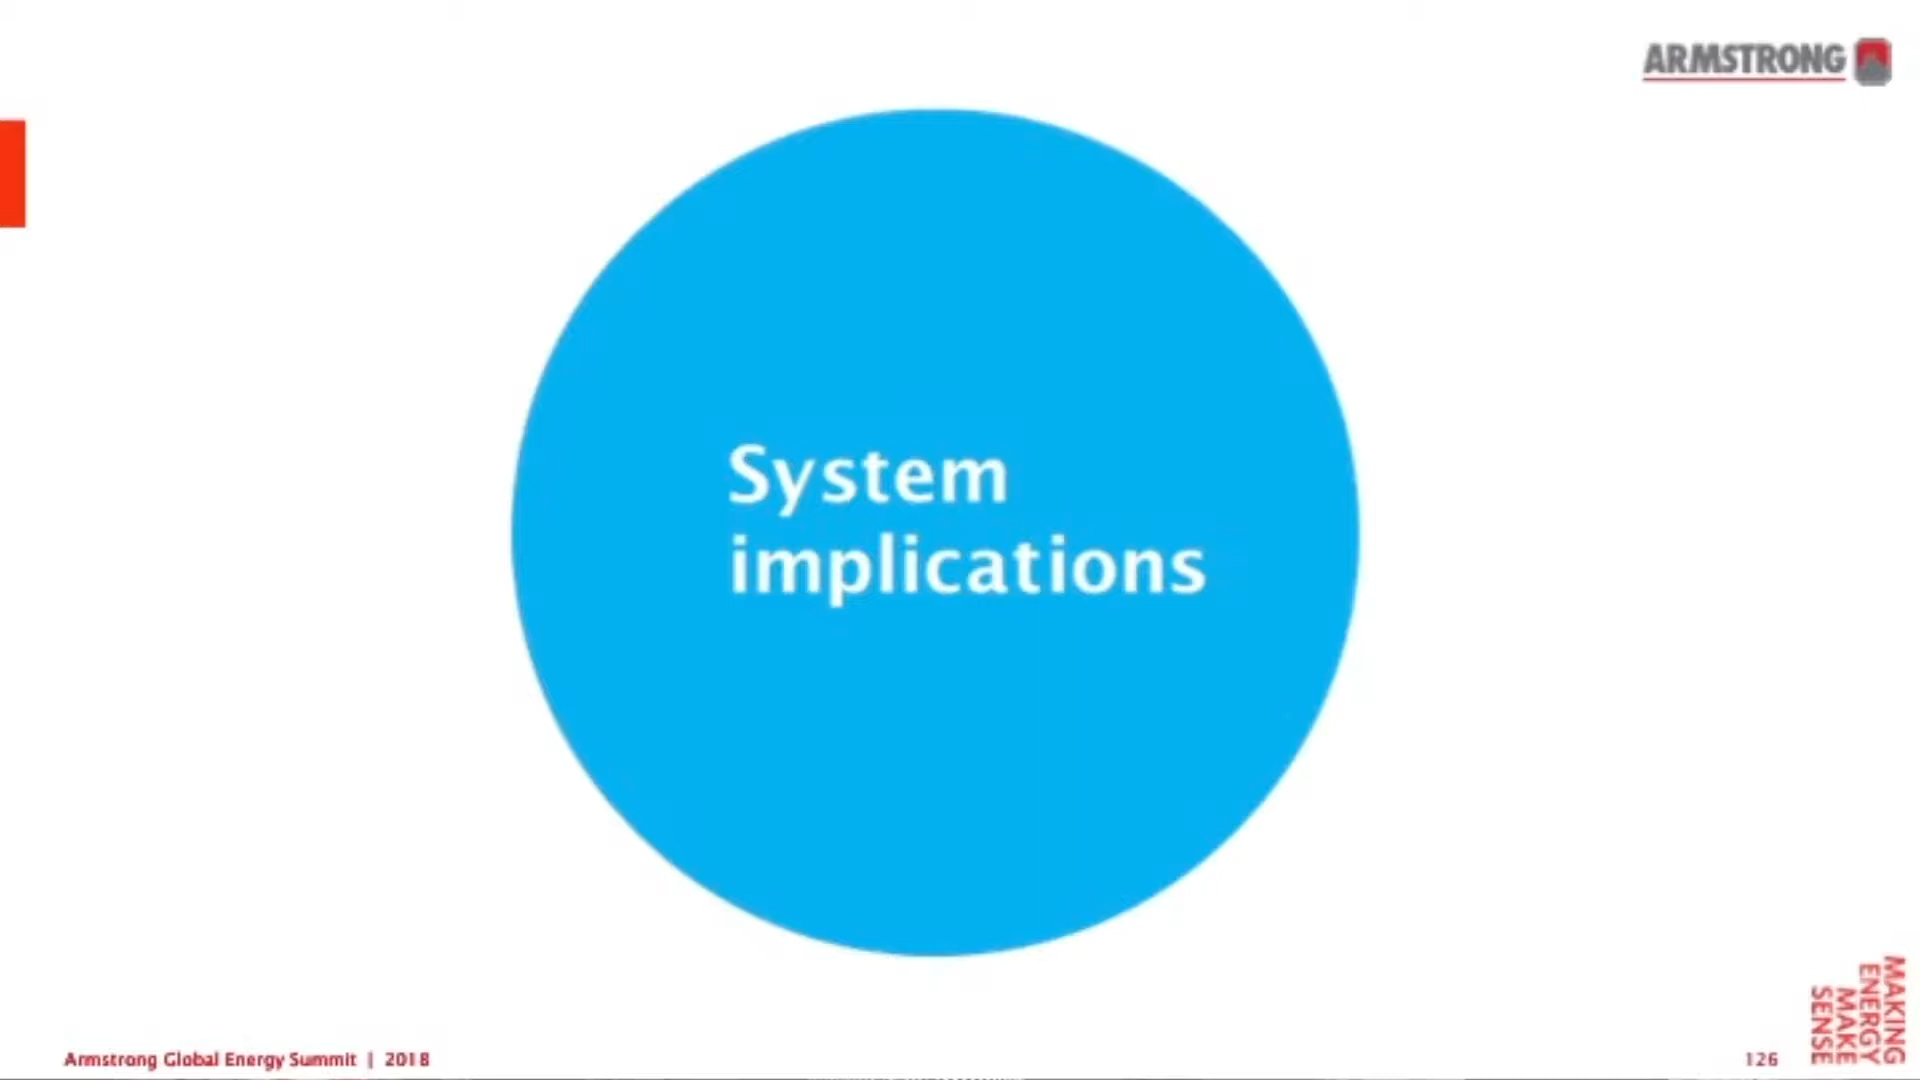 ARMSTRONG
System
implications
Armstrong Global Energy Summit | 2018
126
MAKING
ENERGY
MAKE
SENSE